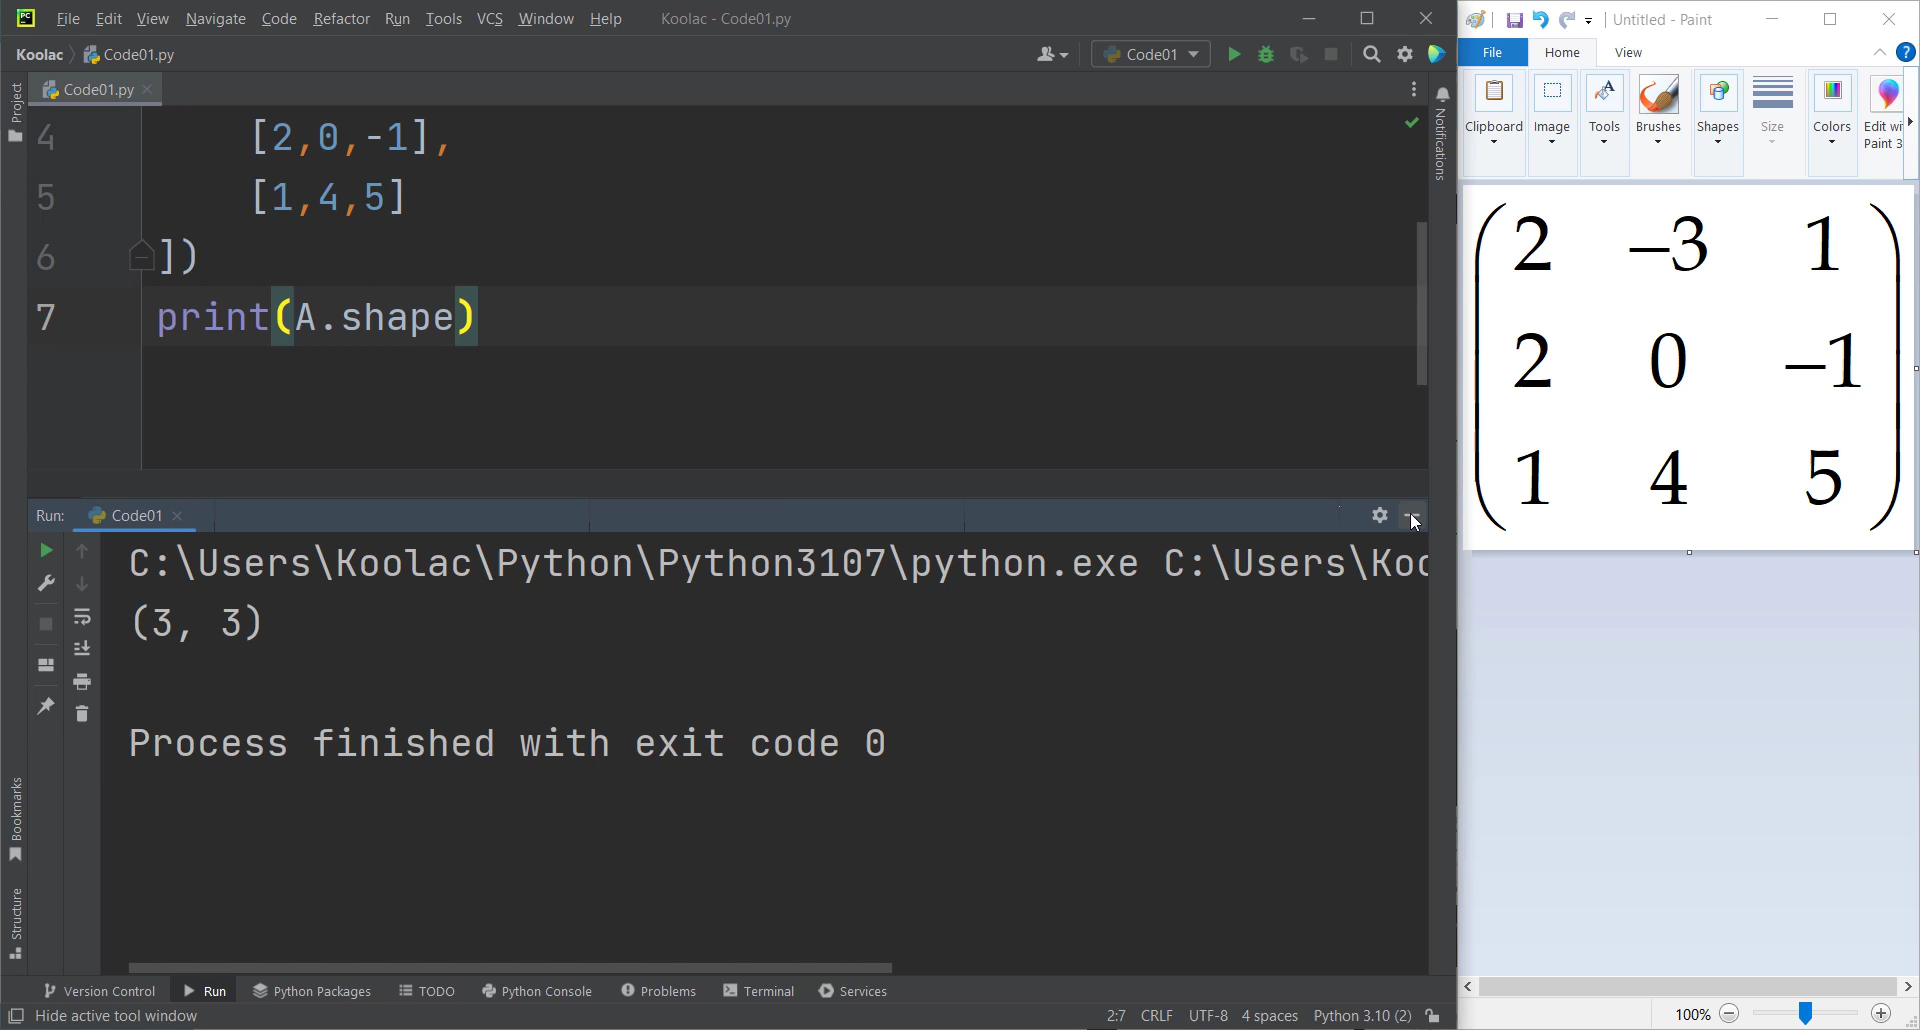 File Edit View Navigate Code Refactor Run Tools VCS Window Help Koolac - Code01.py
Koolac Code01.py Code01
Project
Code01.py
4 [2,0,-1],
5 [1,4,5]
6 ])
7 print(A.shape)
Notifications
Run: Code01
C:\Users\Koolac\Python\Python3107\python.exe C:\Users\Koo
(3, 3)
Process finished with exit code 0
Bookmarks
Structure
Version Control Run Python Packages TODO Python Console Problems Terminal Services
Hide active tool window 2:7 CRLF UTF-8 4 spaces Python 3.10 (2)
Untitled - Paint
File Home View
Clipboard Image Tools Brushes Shapes Size Colors Edit wi
Paint 3
2 −3 1
2 0 −1
1 4 5
100%